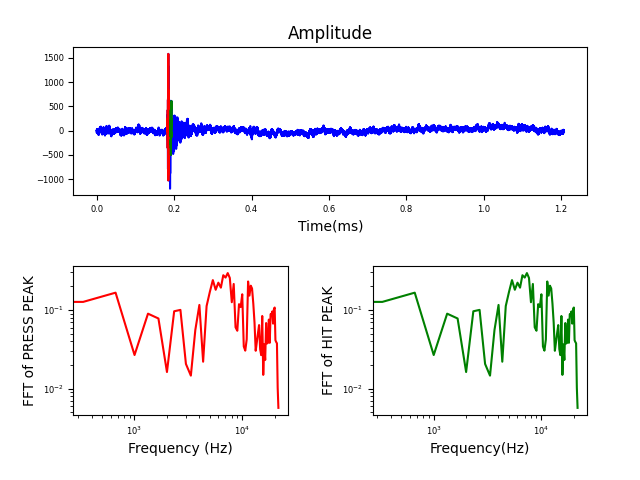 Amplitude
1500
1000
500
0
−500
−1000
0.0 0.2 0.4 0.6 0.8 1.0 1.2
Time(ms)
FFT of PRESS PEAK
10⁻¹
10⁻²
10³ 10⁴
Frequency (Hz)
FFT of HIT PEAK
10⁻¹
10⁻²
10³ 10⁴
Frequency(Hz)